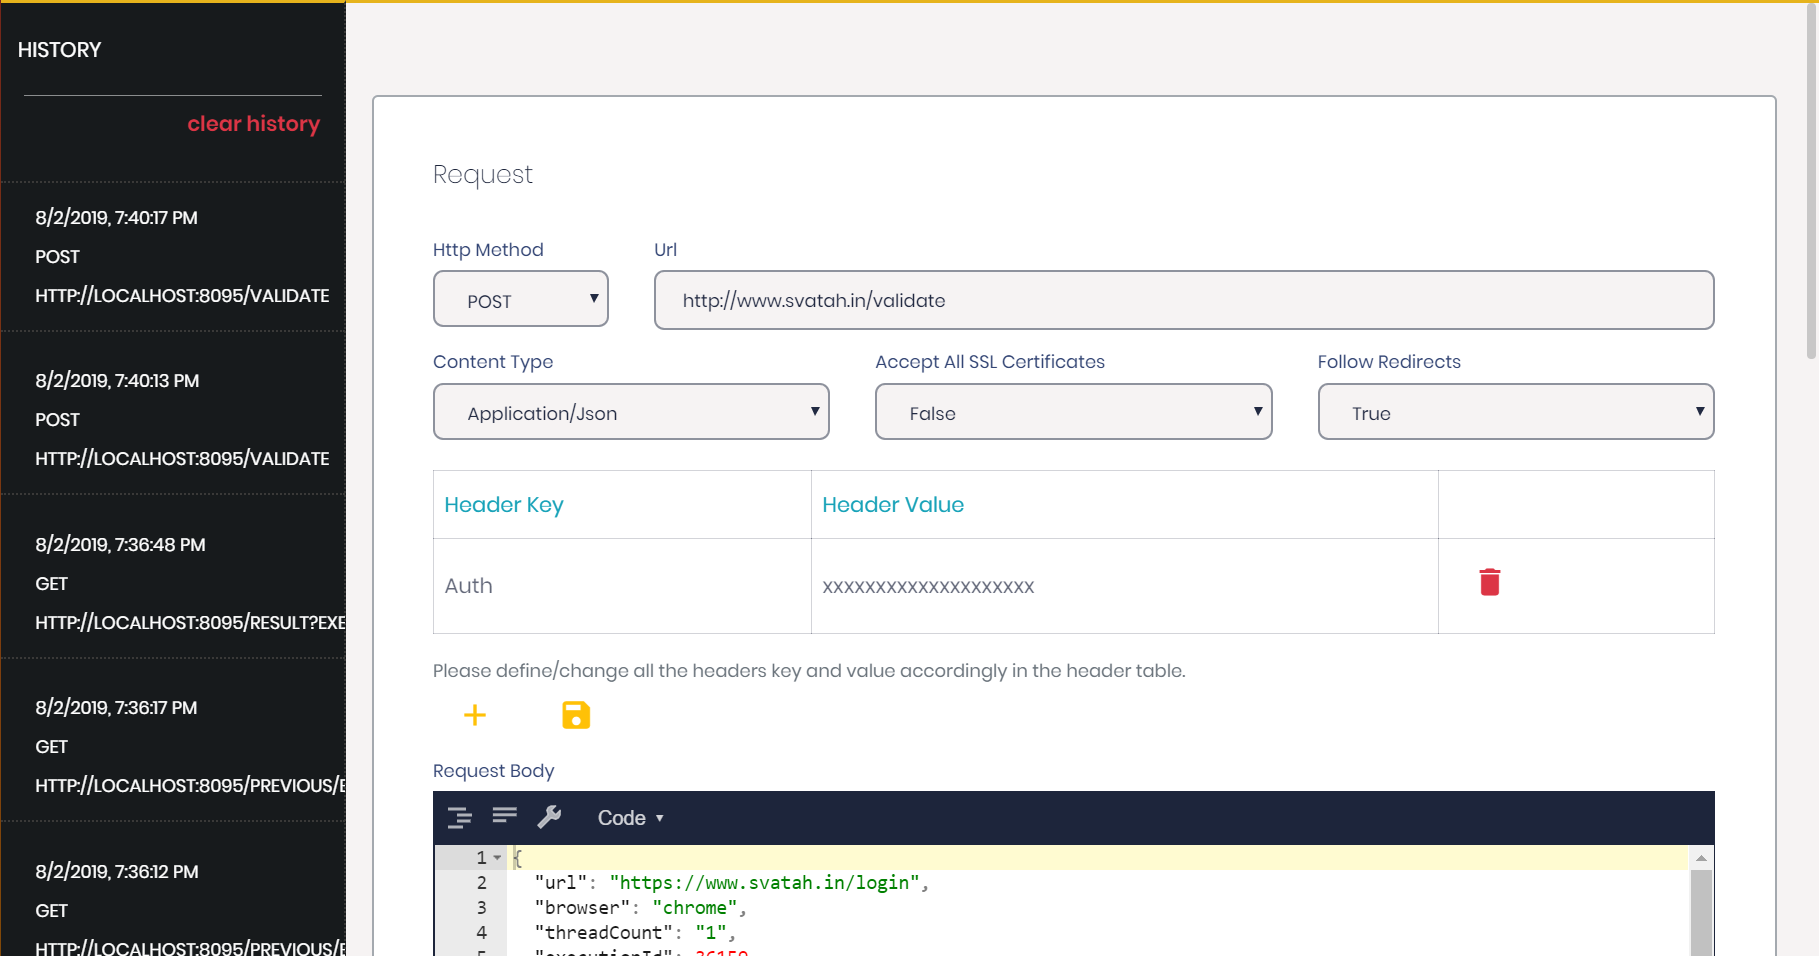 HISTORY
clear history
8/2/2019, 7:40:17 PM
POST
HTTP://LOCALHOST:8095/VALIDATE
8/2/2019, 7:40:13 PM
POST
HTTP://LOCALHOST:8095/VALIDATE
8/2/2019, 7:36:48 PM
GET
HTTP://LOCALHOST:8095/RESULT?EXE
8/2/2019, 7:36:17 PM
GET
HTTP://LOCALHOST:8095/PREVIOUS/E
8/2/2019, 7:36:12 PM
GET
HTTP://LOCALHOST:8095/PREVIOUS/E
Request
Http Method Url
POST http://www.svatah.in/validate
Content Type Accept All SSL Certificates Follow Redirects
Application/Json False True
Header Key Header Value
Auth xxxxxxxxxxxxxxxxxxxx
Please define/change all the headers key and value accordingly in the header table.
Request Body
Code
1 {
2 "url": "https://www.svatah.in/login",
3 "browser": "chrome",
4 "threadCount": "1",
5 "executionId": 36159